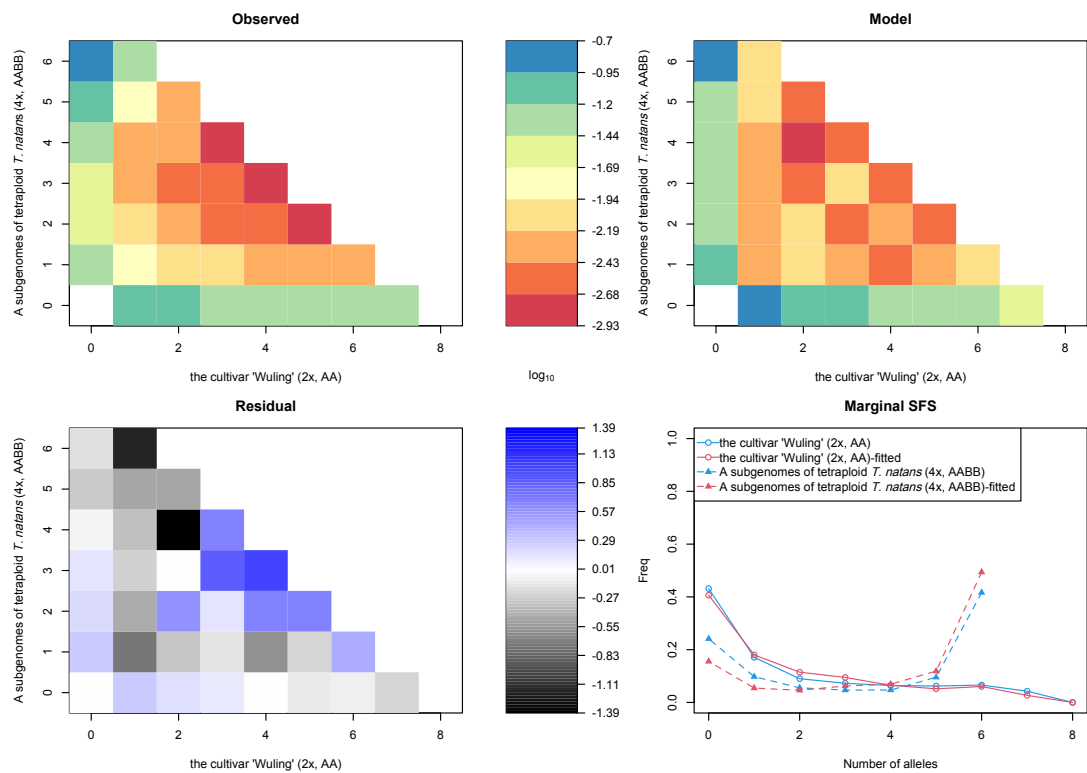 Observed
A subgenomes of tetraploid T. natans (4x, AABB)
6
5
4
3
2
1
0
0 2 4 6 8
the cultivar 'Wuling' (2x, AA)
-0.7
-0.95
-1.2
-1.44
-1.69
-1.94
-2.19
-2.43
-2.68
-2.93
log₁₀
Model
A subgenomes of tetraploid T. natans (4x, AABB)
6
5
4
3
2
1
0
0 2 4 6 8
the cultivar 'Wuling' (2x, AA)
Residual
A subgenomes of tetraploid T. natans (4x, AABB)
6
5
4
3
2
1
0
0 2 4 6 8
the cultivar 'Wuling' (2x, AA)
1.39
1.13
0.85
0.57
0.29
0.01
-0.27
-0.55
-0.83
-1.11
-1.39
Marginal SFS
the cultivar 'Wuling' (2x, AA)
the cultivar 'Wuling' (2x, AA)-fitted
A subgenomes of tetraploid T. natans (4x, AABB)
A subgenomes of tetraploid T. natans (4x, AABB)-fitted
Freq
1.0
0.8
0.6
0.4
0.2
0.0
0 2 4 6 8
Number of alleles